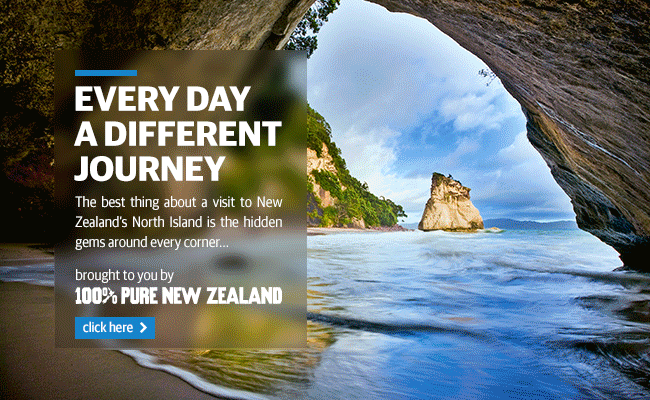 EVERY DAY
A DIFFERENT
JOURNEY
The best thing about a visit to New
Zealand's North Island is the hidden
gems around every corner...
brought to you by
100% PURE NEW ZEALAND
click here